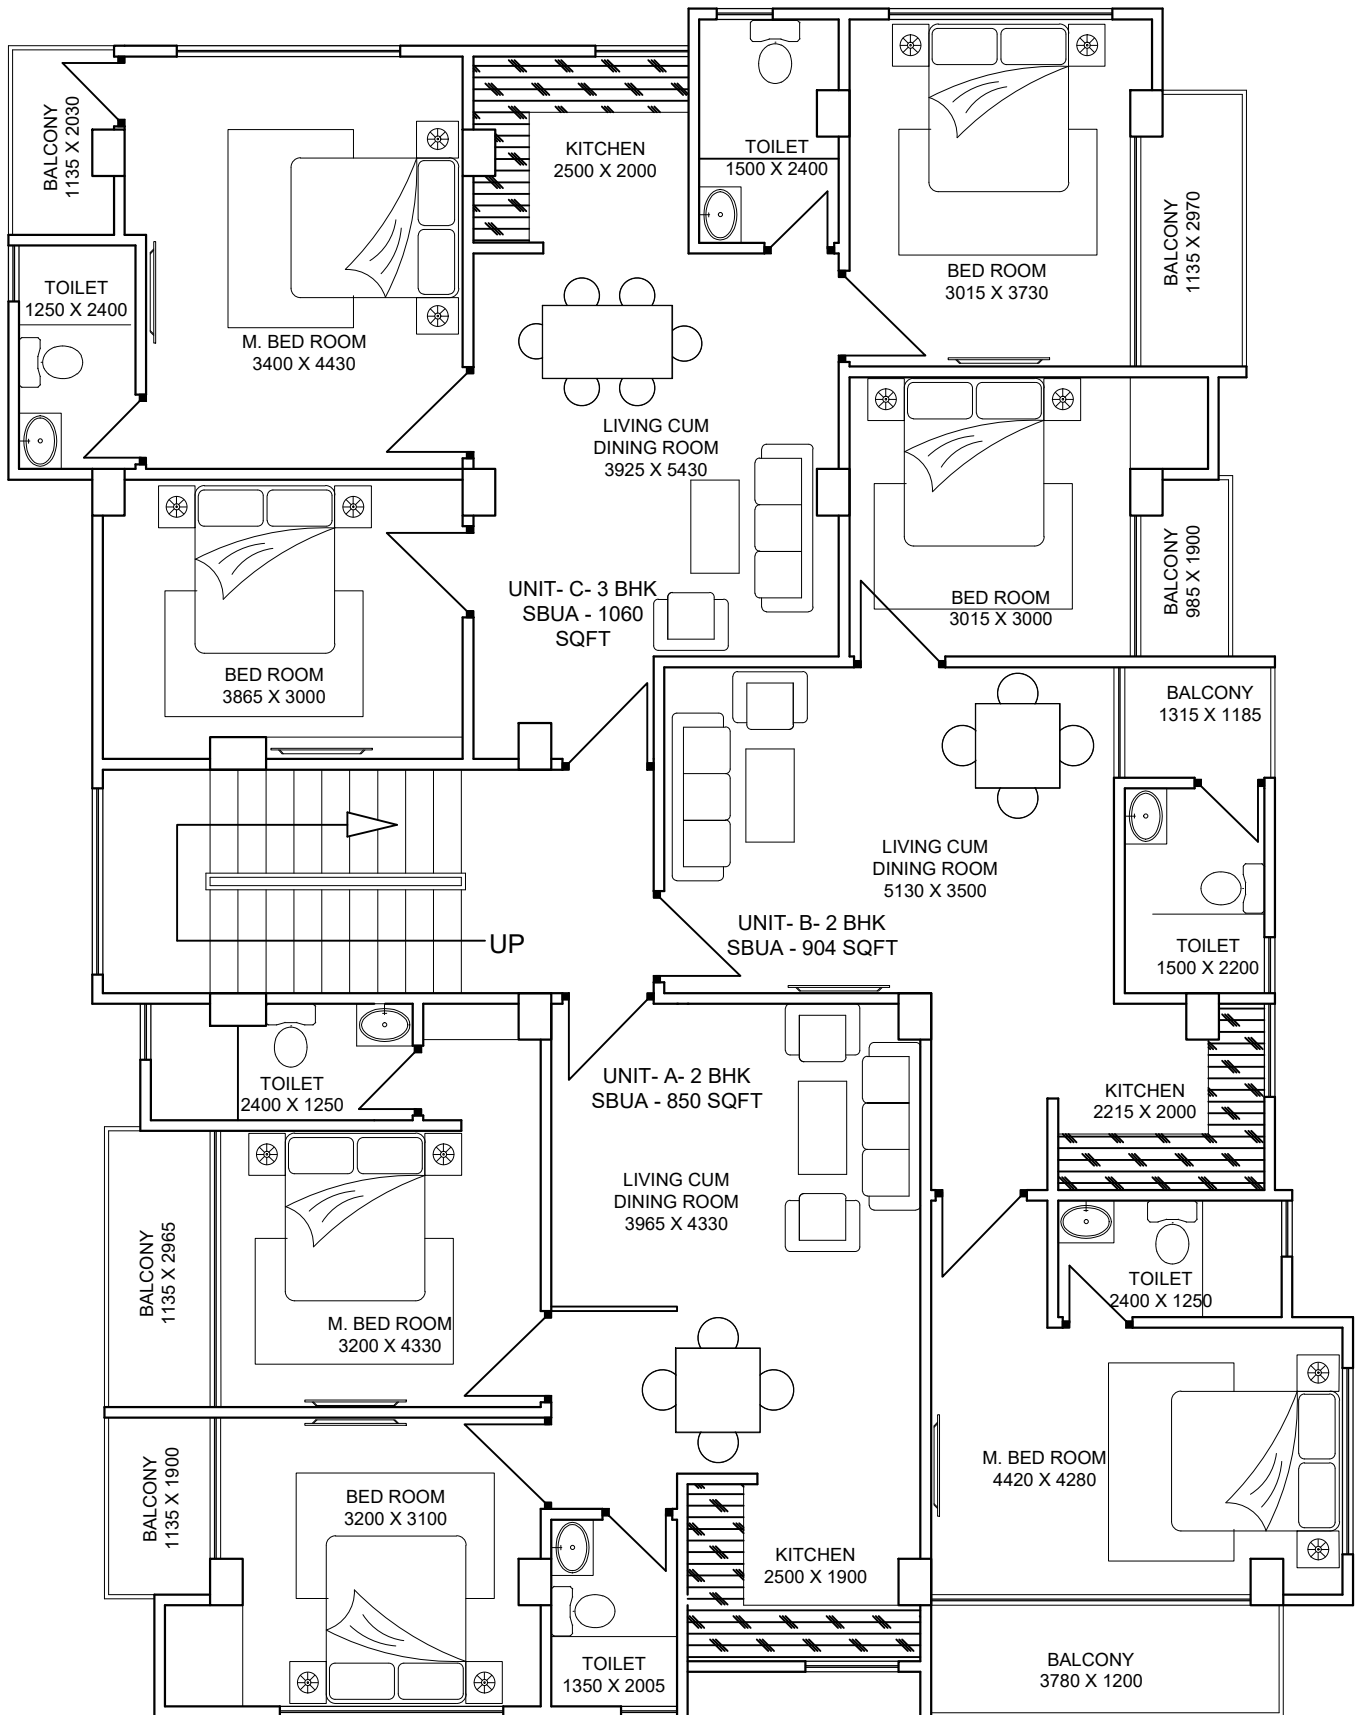 BALCONY
1135 X 2030
KITCHEN
2500 X 2000
TOILET
1500 X 2400
BED ROOM
3015 X 3730
BALCONY
1135 X 2970
TOILET
1250 X 2400
M. BED ROOM
3400 X 4430
LIVING CUM
DINING ROOM
3925 X 5430
UNIT- C- 3 BHK
SBUA - 1060
SQFT
BED ROOM
3015 X 3000
BALCONY
985 X 1900
BED ROOM
3865 X 3000
BALCONY
1315 X 1185
LIVING CUM
DINING ROOM
5130 X 3500
UNIT- B- 2 BHK
SBUA - 904 SQFT
UP
TOILET
1500 X 2200
TOILET
2400 X 1250
UNIT- A- 2 BHK
SBUA - 850 SQFT
KITCHEN
2215 X 2000
LIVING CUM
DINING ROOM
3965 X 4330
BALCONY
1135 X 2965
M. BED ROOM
3200 X 4330
TOILET
2400 X 1250
M. BED ROOM
4420 X 4280
BALCONY
1135 X 1900
BED ROOM
3200 X 3100
KITCHEN
2500 X 1900
TOILET
1350 X 2005
BALCONY
3780 X 1200